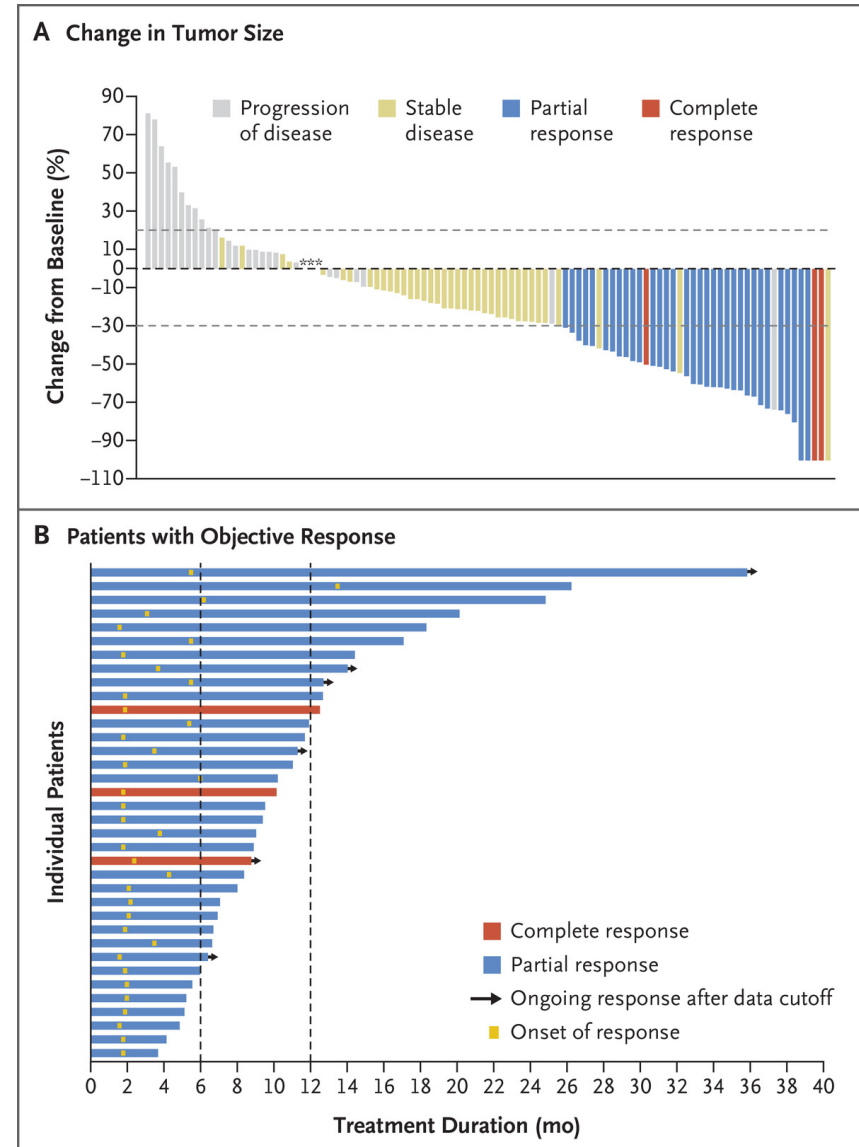 A Change in Tumor Size
90
70
50
30
10
0
–10
–30
–50
–70
–90
–110
Change from Baseline (%)
Progression of disease
Stable disease
Partial response
Complete response
***
B Patients with Objective Response
Individual Patients
Complete response
Partial response
Ongoing response after data cutoff
Onset of response
0 2 4 6 8 10 12 14 16 18 20 22 24 26 28 30 32 34 36 38 40
Treatment Duration (mo)